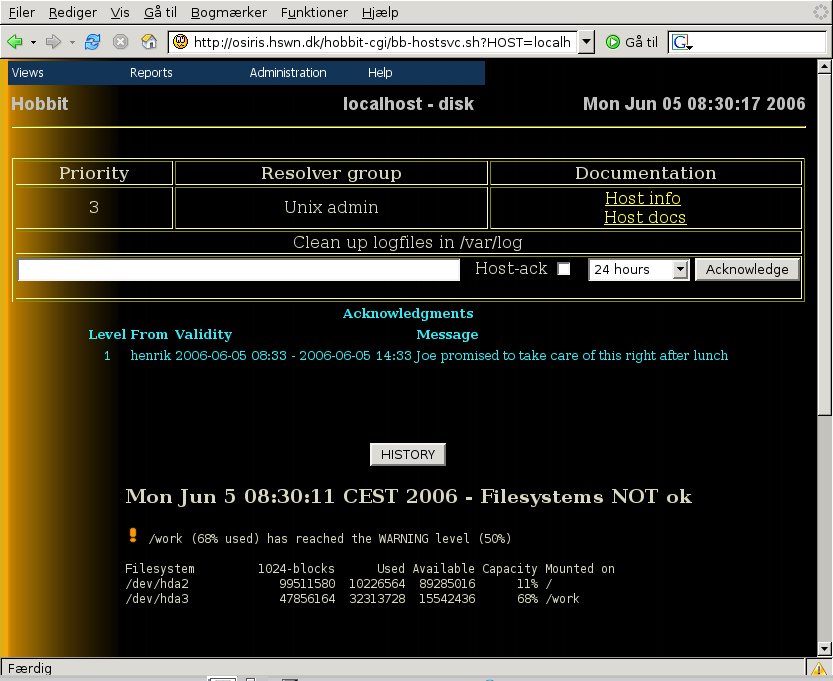 Filer Rediger Vis Gå til Bogmærker Funktioner Hjælp
http://osiris.hswn.dk/hobbit-cgi/bb-hostsvc.sh?HOST=localh Gå til G
Views Reports Administration Help
Hobbit localhost - disk Mon Jun 05 08:30:17 2006
Priority Resolver group Documentation
3 Unix admin Host info
Host docs
Clean up logfiles in /var/log
Host-ack 24 hours Acknowledge
Acknowledgments
Level From Validity Message
1 henrik 2006-06-05 08:33 - 2006-06-05 14:33 Joe promised to take care of this right after lunch
HISTORY
Mon Jun 5 08:30:11 CEST 2006 - Filesystems NOT ok
/work (68% used) has reached the WARNING level (50%)
Filesystem 1024-blocks Used Available Capacity Mounted on
/dev/hda2 99511580 10226564 89285016 11% /
/dev/hda3 47856164 32313728 15542436 68% /work
Færdig